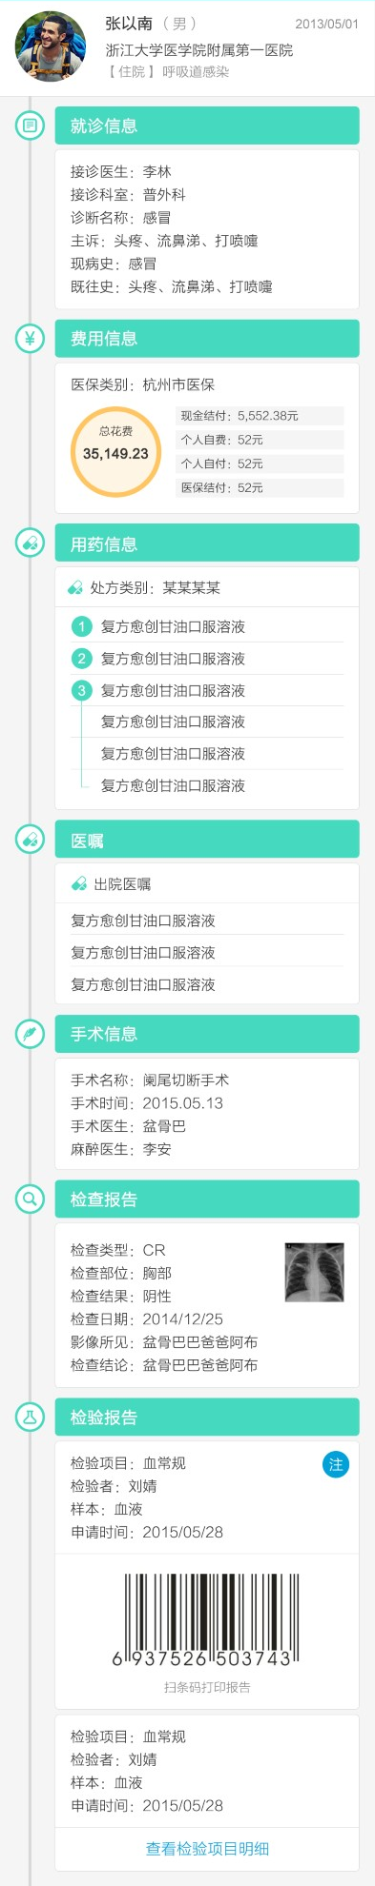 张以南（男） 2013/05/01
浙江大学医学院附属第一医院
【住院】呼吸道感染
就诊信息
接诊医生：李林
接诊科室：普外科
诊断名称：感冒
主诉：头疼、流鼻涕、打喷嚏
现病史：感冒
既往史：头疼、流鼻涕、打喷嚏
¥ 费用信息
医保类别：杭州市医保
总花费
35,149.23
现金结付：5,552.38元
个人自费：52元
个人自付：52元
医保结付：52元
用药信息
处方类别：某某某某
1 复方愈创甘油口服溶液
2 复方愈创甘油口服溶液
3 复方愈创甘油口服溶液
复方愈创甘油口服溶液
复方愈创甘油口服溶液
复方愈创甘油口服溶液
医嘱
出院医嘱
复方愈创甘油口服溶液
复方愈创甘油口服溶液
复方愈创甘油口服溶液
手术信息
手术名称：阑尾切断手术
手术时间：2015.05.13
手术医生：盆骨巴
麻醉医生：李安
检查报告
检查类型：CR
检查部位：胸部
检查结果：阴性
检查日期：2014/12/25
影像所见：盆骨巴巴爸爸阿布
检查结论：盆骨巴巴爸爸阿布
检验报告
检验项目：血常规 注
检验者：刘婧
样本：血液
申请时间：2015/05/28
6 937526 503743
扫条码打印报告
检验项目：血常规
检验者：刘婧
样本：血液
申请时间：2015/05/28
查看检验项目明细